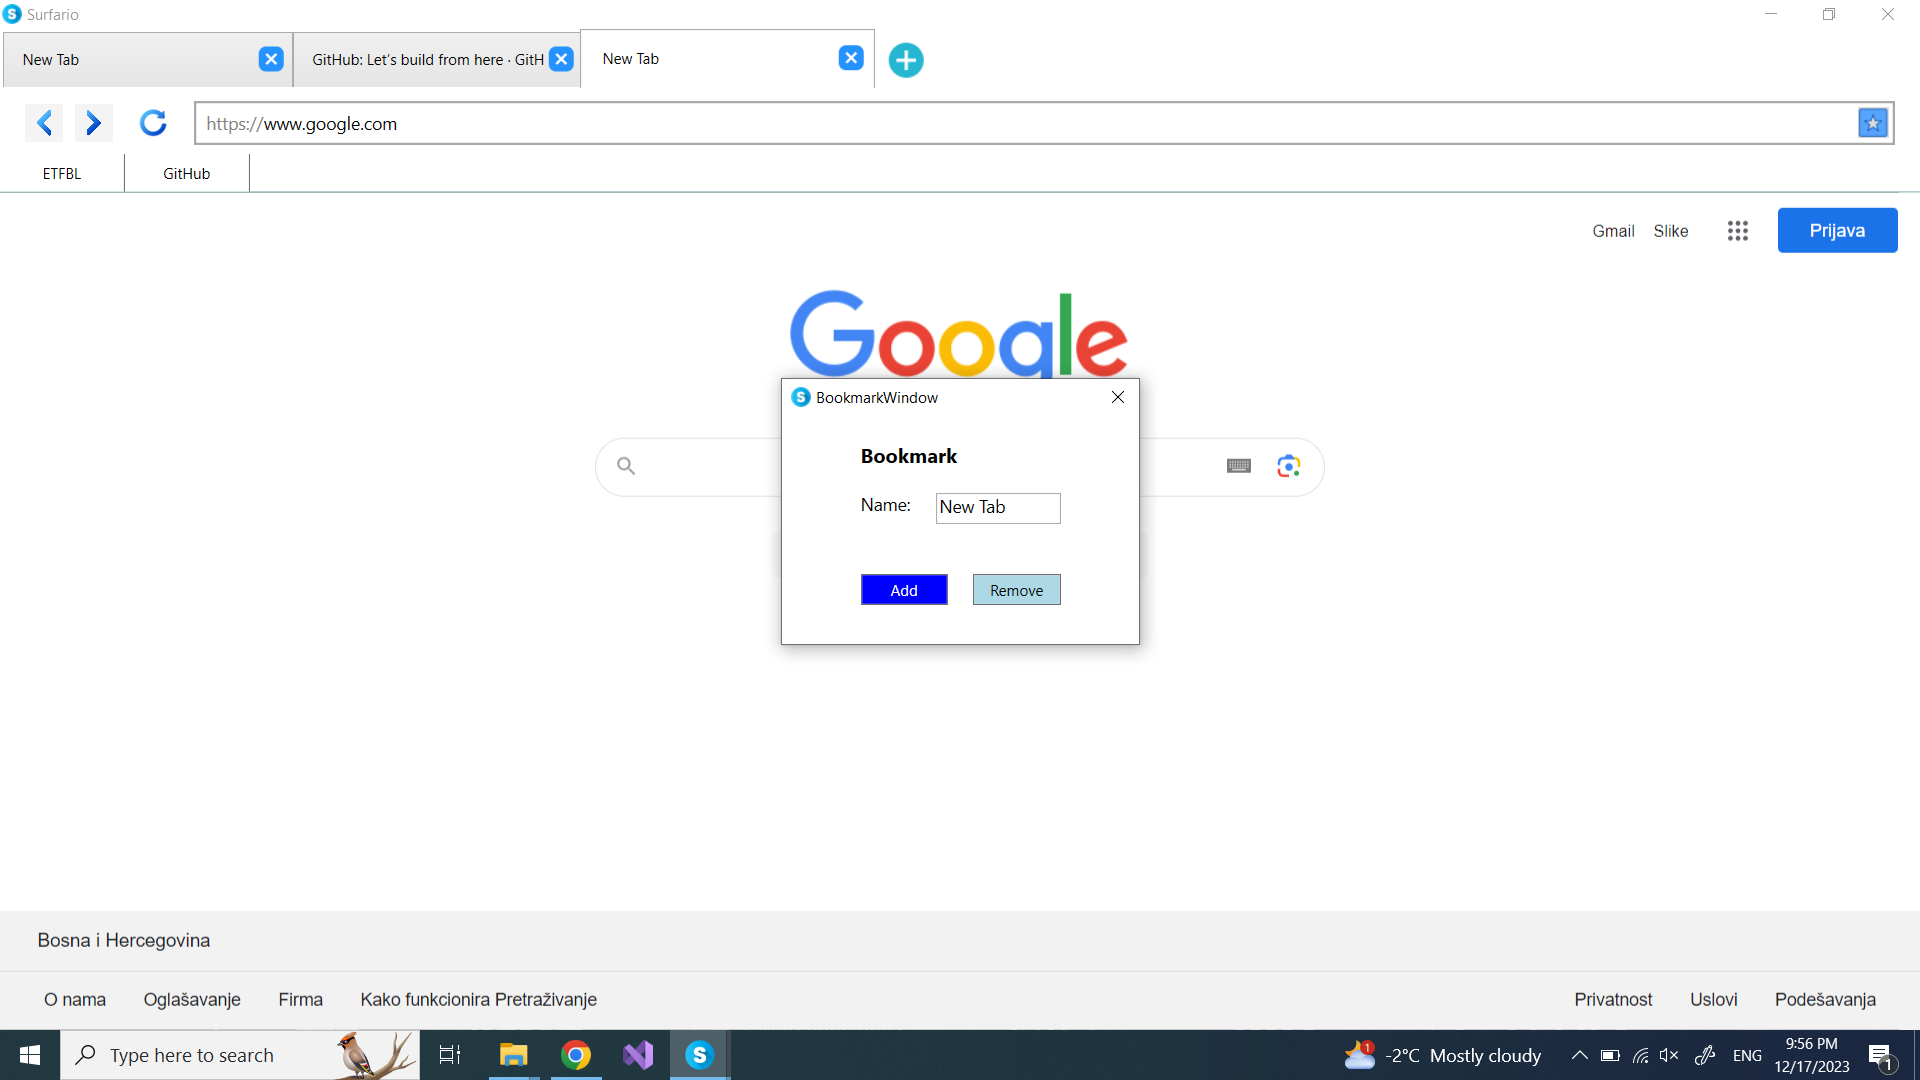 Surfario
New Tab
GitHub: Let's build from here · GitH
New Tab
https://www.google.com
ETFBL
GitHub
Gmail
Slike
Prijava
Google
BookmarkWindow
Bookmark
Name:
New Tab
Add
Remove
Bosna i Hercegovina
O nama
Oglašavanje
Firma
Kako funkcionira Pretraživanje
Privatnost
Uslovi
Podešavanja
Type here to search
1
-2°C Mostly cloudy
ENG
9:56 PM
12/17/2023
1